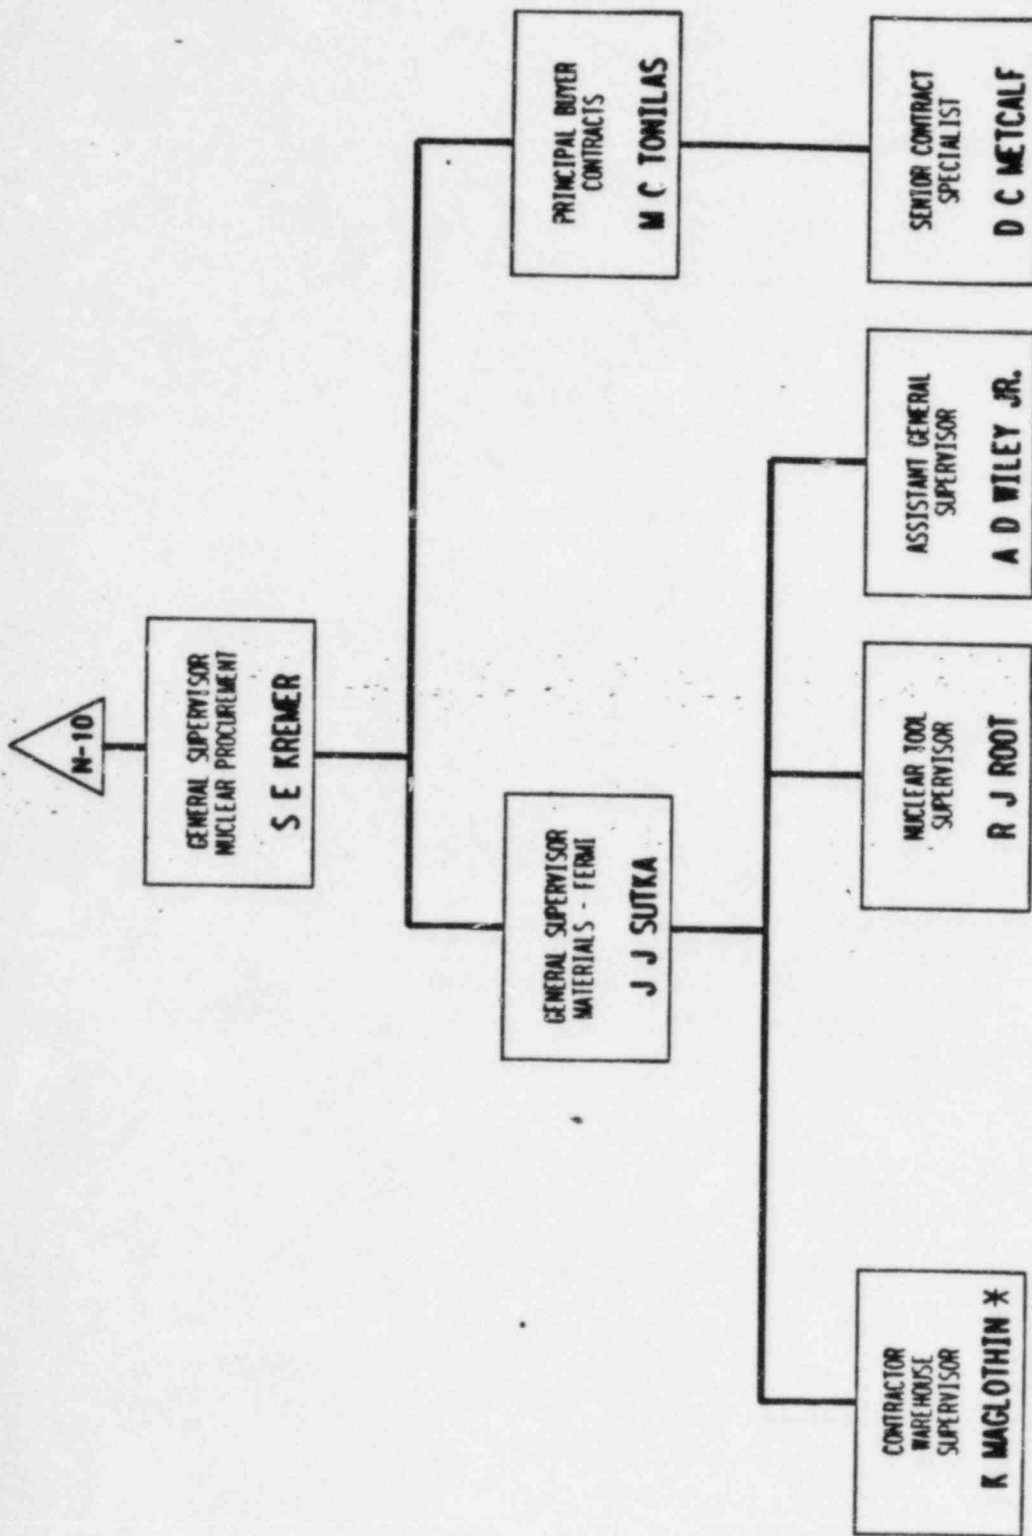 N-10
GENERAL SUPERVISOR
NUCLEAR PROCUREMENT
S E KREMER
GENERAL SUPERVISOR
MATERIALS - FERMI
J J SUTKA
PRINCIPAL BUYER
CONTRACTS
M C TONILAS
CONTRACTOR
WAREHOUSE
SUPERVISOR
K MAGLOTHIN *
NUCLEAR TOOL
SUPERVISOR
R J ROOT
ASSISTANT GENERAL
SUPERVISOR
A D WILEY JR.
SENIOR CONTRACT
SPECIALIST
D C METCALF